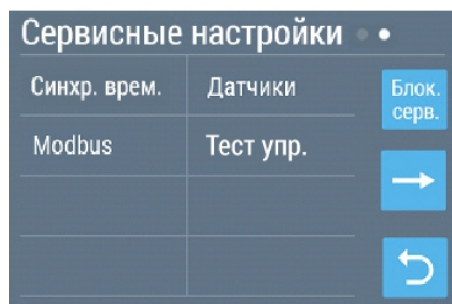 Сервисные настройки
Синхр. врем.
Датчики
Блок.
серв.
Modbus
Тест упр.